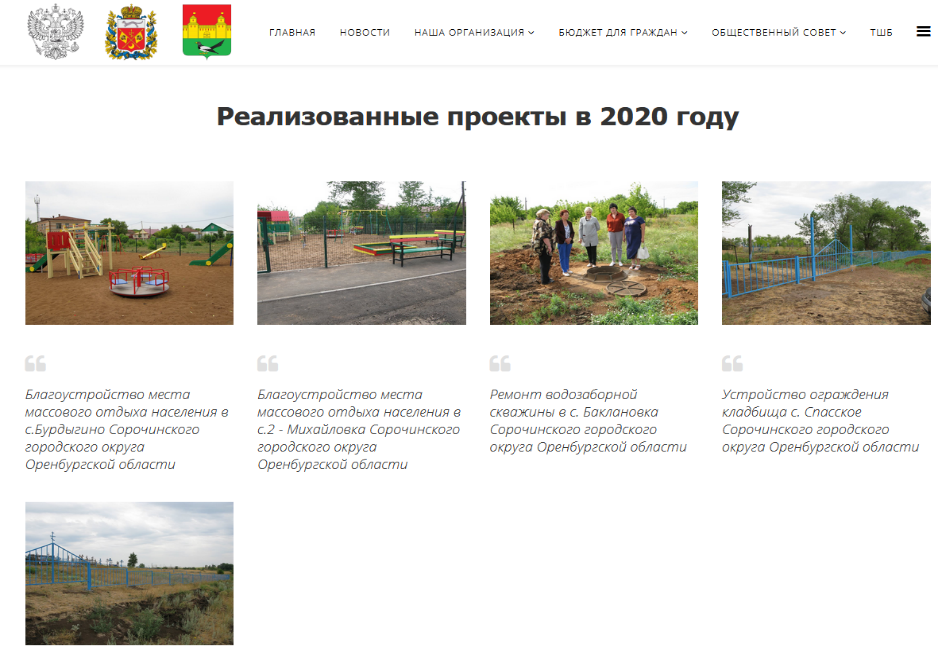 ГЛАВНАЯ НОВОСТИ НАША ОРГАНИЗАЦИЯ БЮДЖЕТ ДЛЯ ГРАЖДАН ОБЩЕСТВЕННЫЙ СОВЕТ ТШБ
Реализованные проекты в 2020 году
Благоустройство места
массового отдыха населения в
с.Бурдыгино Сорочинского
городского округа
Оренбургской области
Благоустройство места
массового отдыха населения в
с.2 - Михайловка Сорочинского
городского округа
Оренбургской области
Ремонт водозаборной
скважины в с. Баклановка
Сорочинского городского
округа Оренбургской области
Устройство ограждения
кладбища с. Спасское
Сорочинского городского
округа Оренбургской области